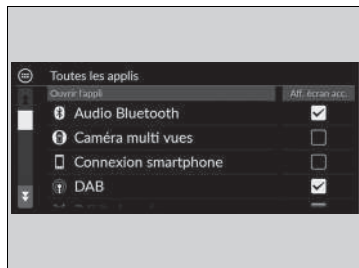 Toutes les applis
Ouvrir l'appli Aff. écran acc.
Audio Bluetooth
Caméra multi vues
Connexion smartphone
DAB